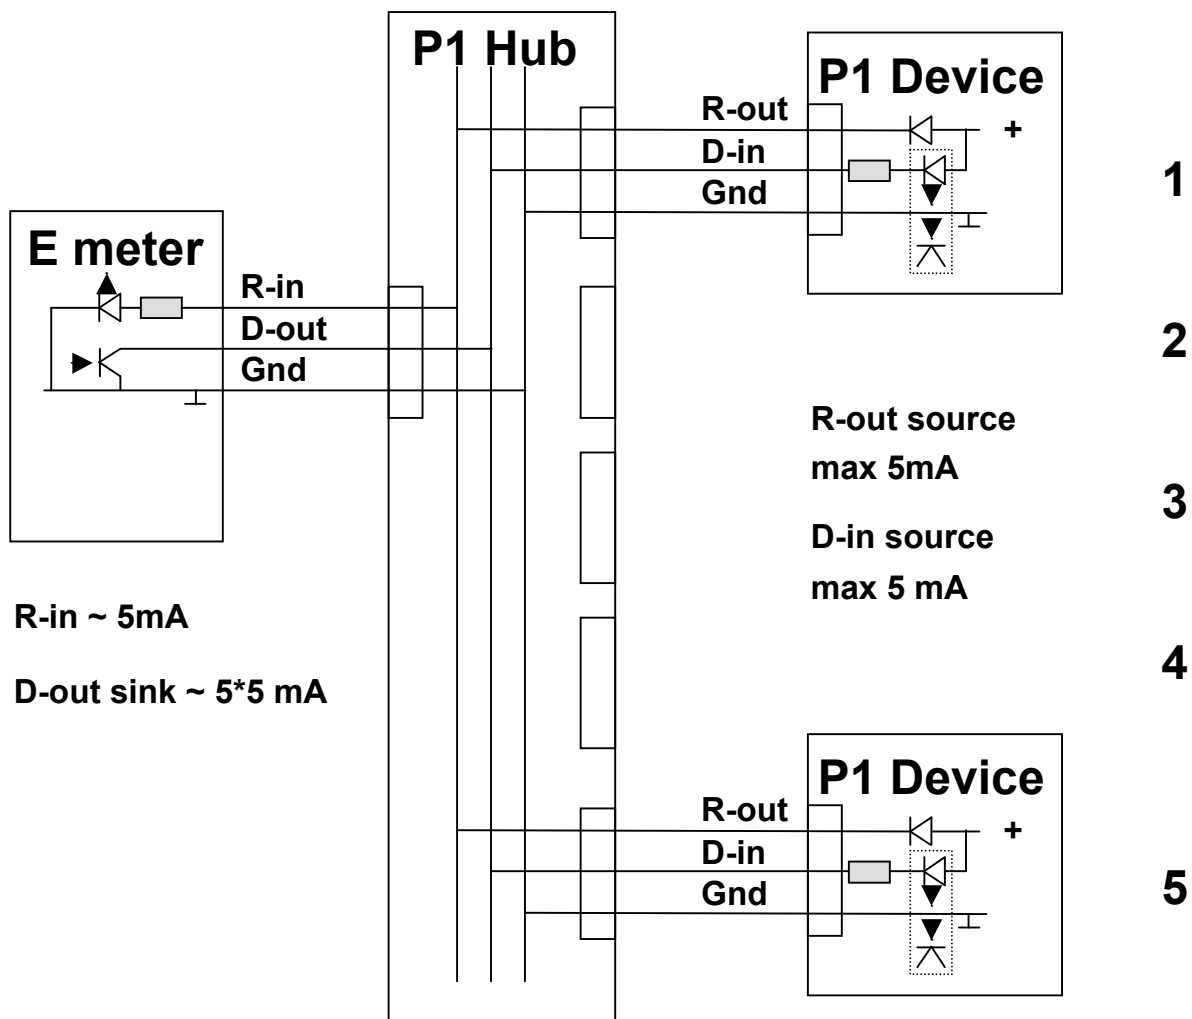 P1 Hub
P1 Device
R-out
+
D-in
Gnd
1
E meter
R-in
D-out
Gnd
2
R-out source
max 5mA
3
D-in source
max 5 mA
R-in ~ 5mA
4
D-out sink ~ 5*5 mA
P1 Device
R-out
+
D-in
Gnd
5